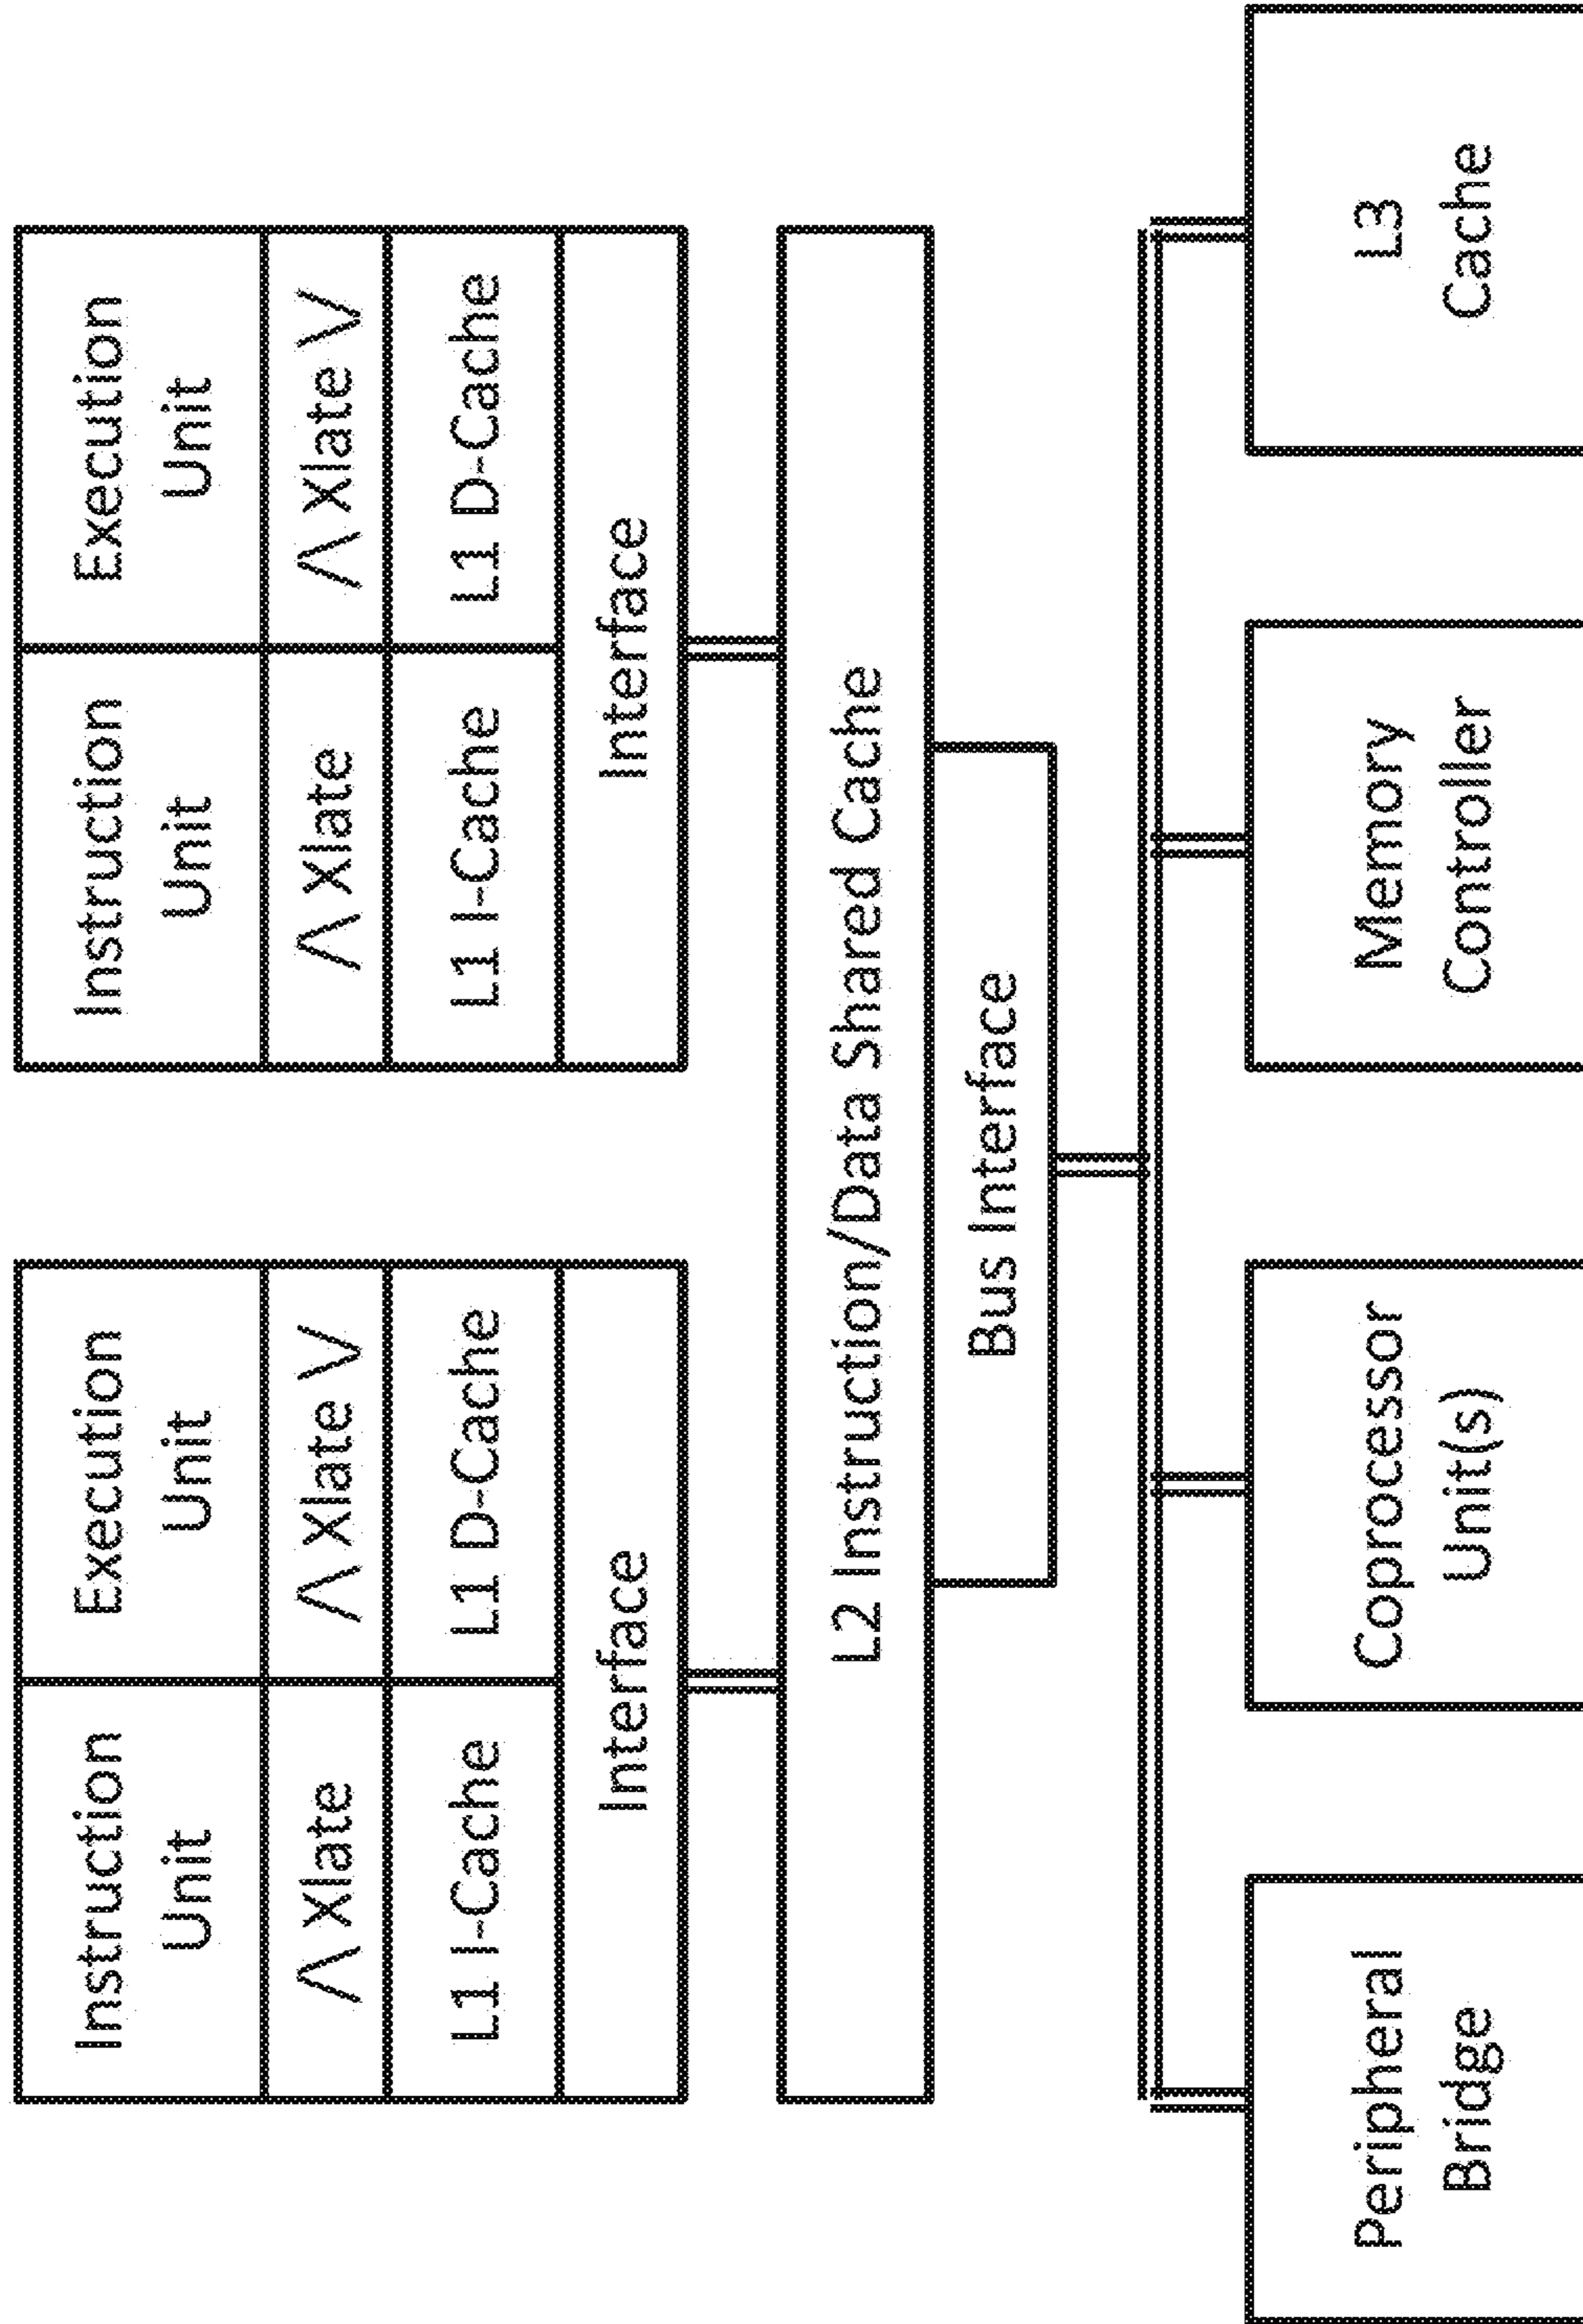 Instruction
Unit
Execution
Unit
Instruction
Unit
Execution
Unit
/\ Xlate
/\ Xlate \/
/\ Xlate
/\ Xlate \/
L1 I-Cache
L1 D-Cache
L1 I-Cache
L1 D-Cache
Interface
Interface
L2 Instruction/Data Shared Cache
Bus Interface
Peripheral
Bridge
Coprocessor
Unit(s)
Memory
Controller
L3
Cache